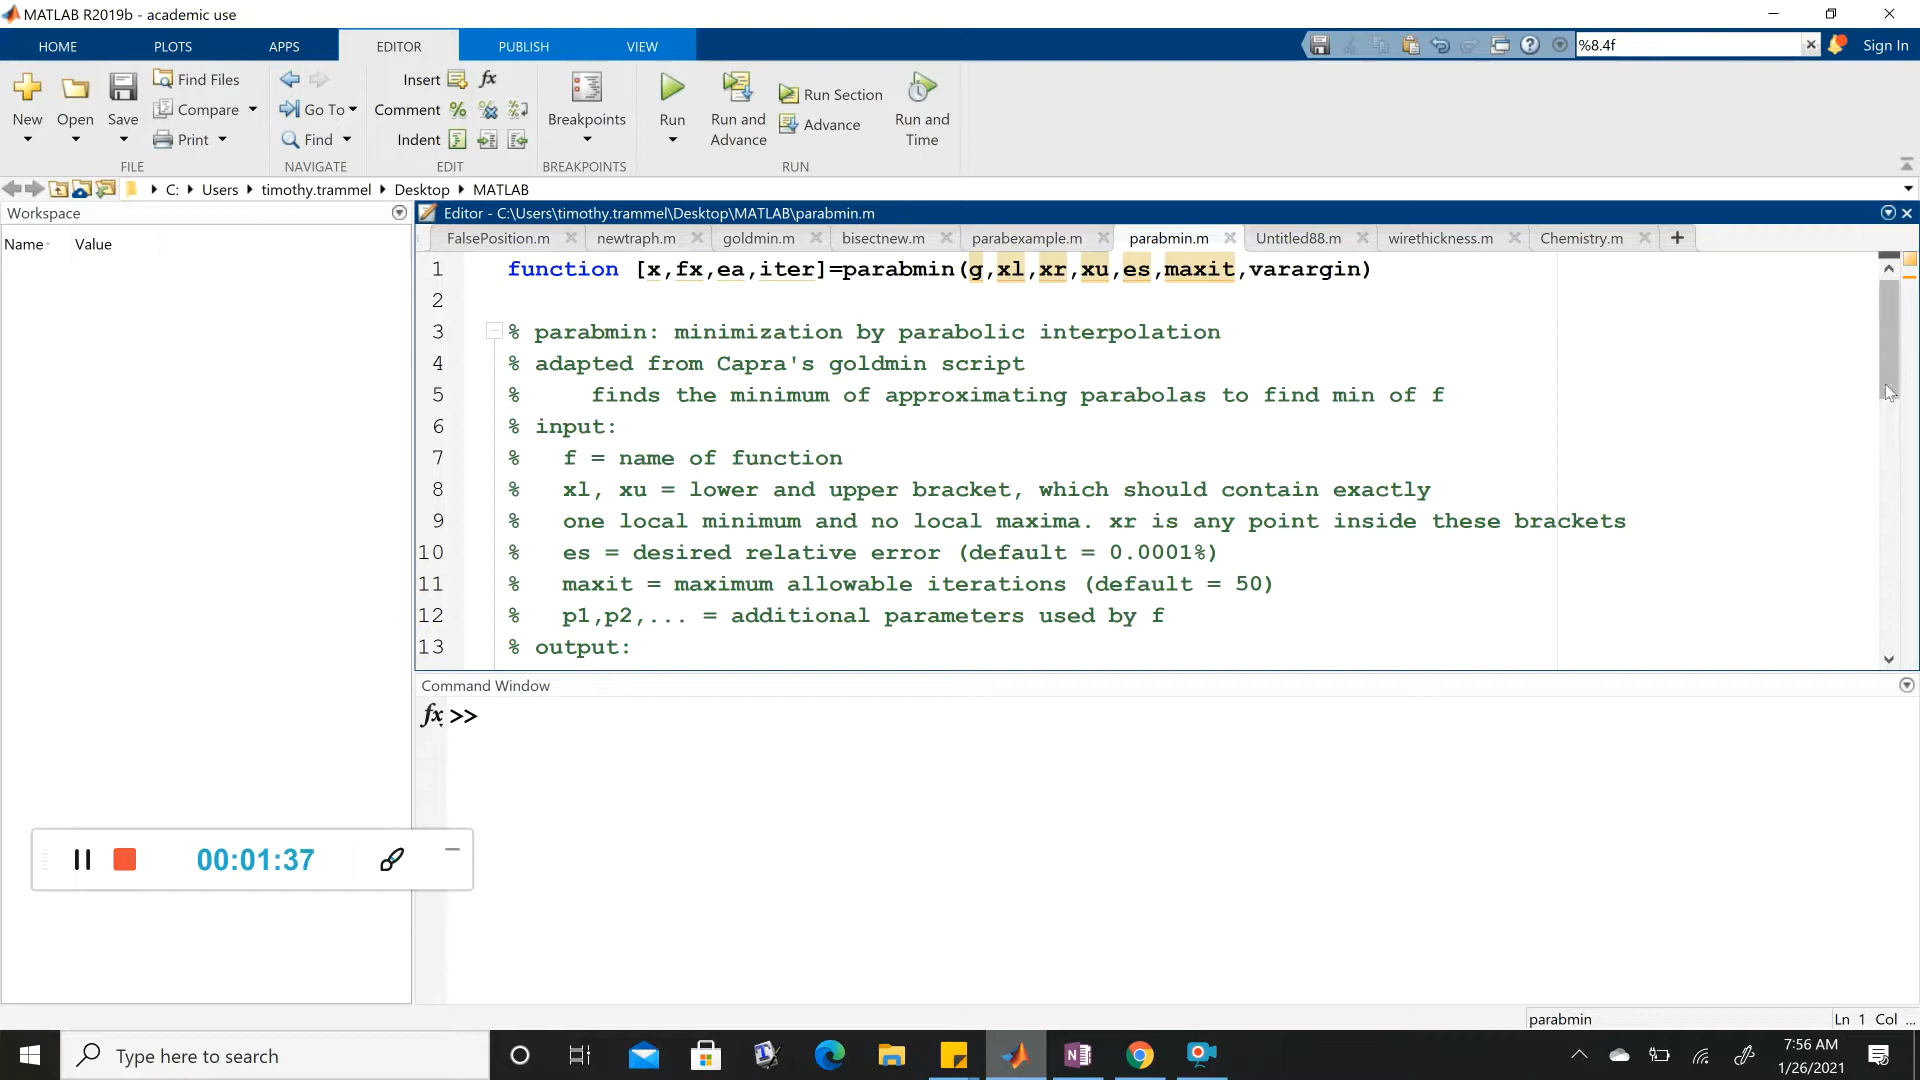 MATLAB R2019b - academic use
HOME PLOTS APPS EDITOR PUBLISH VIEW %8.4f Sign In
New Open Save Find Files Compare Print
Go To Find
Insert fx
Comment
Indent
Breakpoints Run Run and Advance Run Section Advance Run and Time
FILE NAVIGATE EDIT BREAKPOINTS RUN
C: Users timothy.trammel Desktop MATLAB
Workspace
Name Value
Editor - C:\Users\timothy.trammel\Desktop\MATLAB\parabmin.m
FalsePosition.m newtraph.m goldmin.m bisectnew.m parabexample.m parabmin.m Untitled88.m wirethickness.m Chemistry.m +
1 function [x,fx,ea,iter]=parabmin(g,xl,xr,xu,es,maxit,varargin)
2
3 % parabmin: minimization by parabolic interpolation
4 % adapted from Capra's goldmin script
5 % finds the minimum of approximating parabolas to find min of f
6 % input:
7 % f = name of function
8 % xl, xu = lower and upper bracket, which should contain exactly
9 % one local minimum and no local maxima. xr is any point inside these brackets
10 % es = desired relative error (default = 0.0001%)
11 % maxit = maximum allowable iterations (default = 50)
12 % p1,p2,... = additional parameters used by f
13 % output:
Command Window
fx >>
00:01:37
parabmin Ln 1 Col ...
Type here to search
7:56 AM
1/26/2021